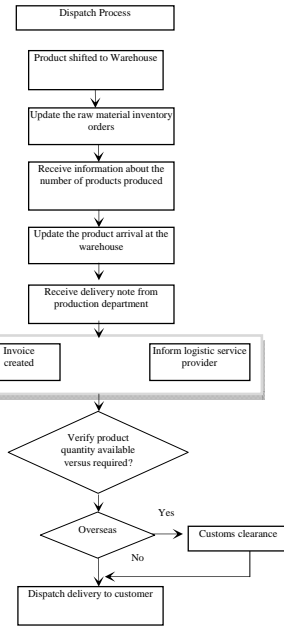 Dispatch Process
Product shifted to Warehouse
Update the raw material inventory
orders
Receive information about the
number of products produced
Update the product arrival at the
warehouse
Receive delivery note from
production department
Invoice
created
Inform logistic service
provider
Verify product
quantity available
versus required?
Overseas
Yes
Customs clearance
No
Dispatch delivery to customer